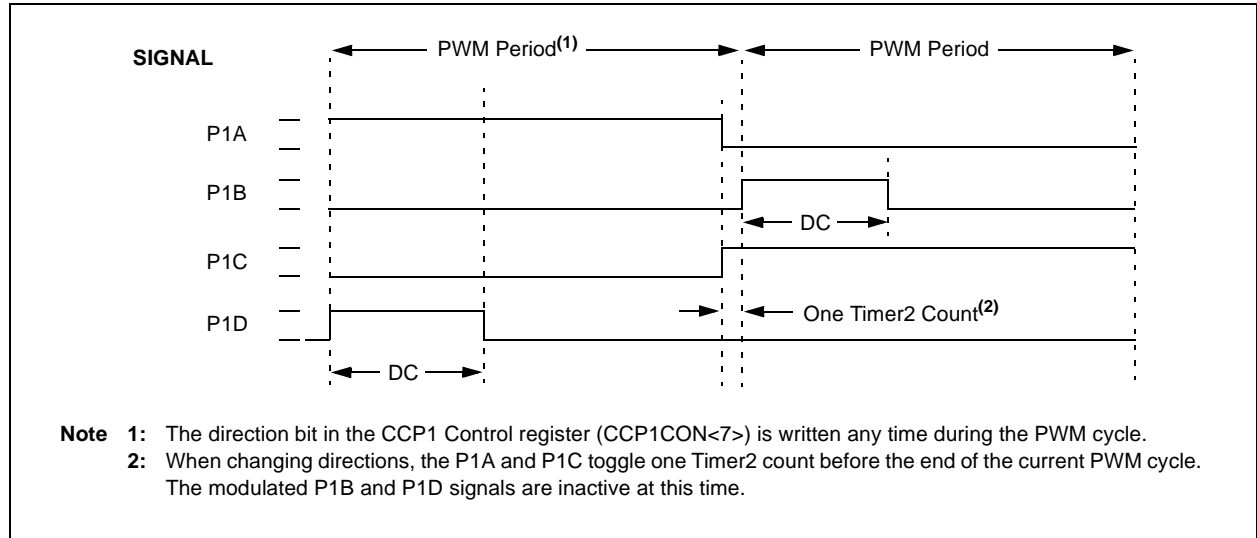 SIGNAL
PWM Period(1)
PWM Period
P1A
P1B
DC
P1C
P1D
One Timer2 Count(2)
DC
Note 1: The direction bit in the CCP1 Control register (CCP1CON<7>) is written any time during the PWM cycle.
2: When changing directions, the P1A and P1C toggle one Timer2 count before the end of the current PWM cycle.
The modulated P1B and P1D signals are inactive at this time.